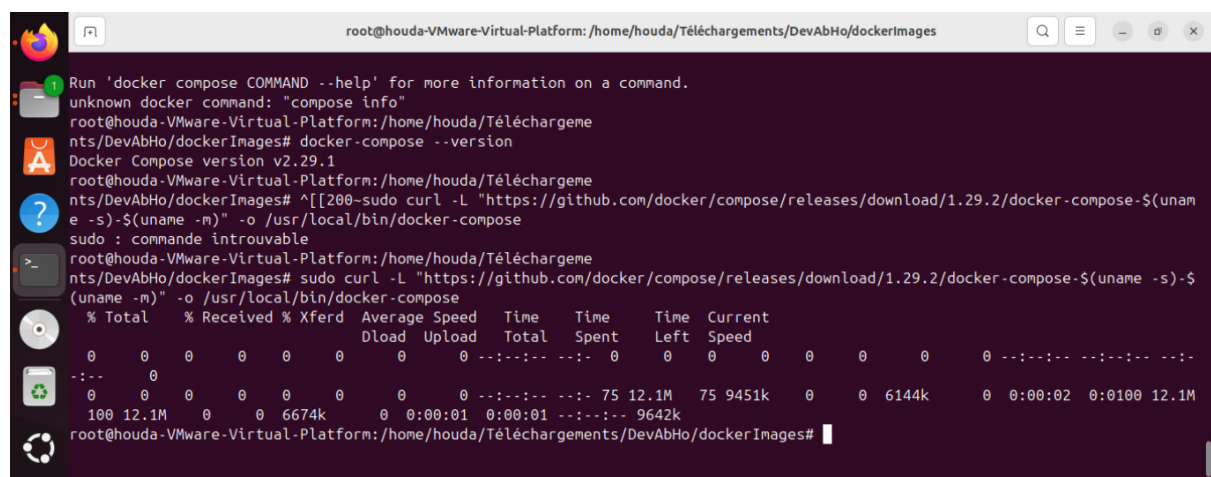 root@houda-VMware-Virtual-Platform: /home/houda/Téléchargements/DevAbHo/dockerImages
1
Run 'docker compose COMMAND --help' for more information on a command.
unknown docker command: "compose info"
root@houda-VMware-Virtual-Platform:/home/houda/Téléchargeme
nts/DevAbHo/dockerImages# docker-compose --version
Docker Compose version v2.29.1
root@houda-VMware-Virtual-Platform:/home/houda/Téléchargeme
nts/DevAbHo/dockerImages# ^[[200~sudo curl -L "https://github.com/docker/compose/releases/download/1.29.2/docker-compose-$(unam
e -s)-$(uname -m)" -o /usr/local/bin/docker-compose
sudo : commande introuvable
root@houda-VMware-Virtual-Platform:/home/houda/Téléchargeme
nts/DevAbHo/dockerImages# sudo curl -L "https://github.com/docker/compose/releases/download/1.29.2/docker-compose-$(uname -s)-$
(uname -m)" -o /usr/local/bin/docker-compose
% Total % Received % Xferd Average Speed Time Time Time Current
Dload Upload Total Spent Left Speed
0 0 0 0 0 0 0 0 --:--:-- --:- 0 0 0 0 0 0 0 0 --:--:-- --:--:-- --:-
-:-- 0
0 0 0 0 0 0 0 0 --:--:-- --:- 75 12.1M 75 9451k 0 0 6144k 0 0:00:02 0:0100 12.1M
100 12.1M 0 0 6674k 0 0:00:01 0:00:01 --:--:-- 9642k
root@houda-VMware-Virtual-Platform:/home/houda/Téléchargements/DevAbHo/dockerImages#